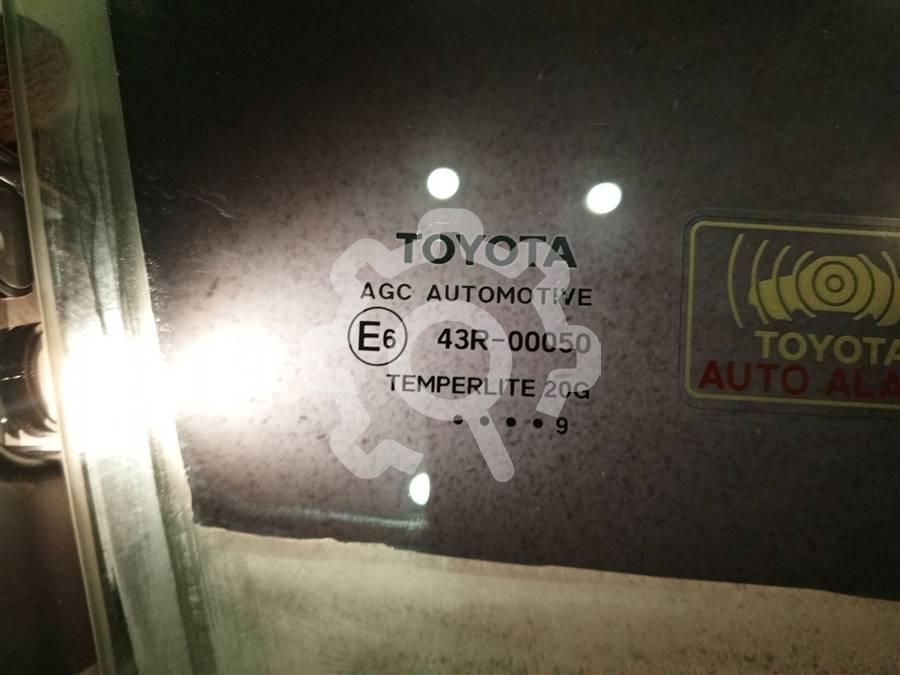 TOYOTA
AGC AUTOMOTIVE
E6 43R-00050
TEMPERLITE 20G
• • • • 9
TOYOTA
AUTO ALA